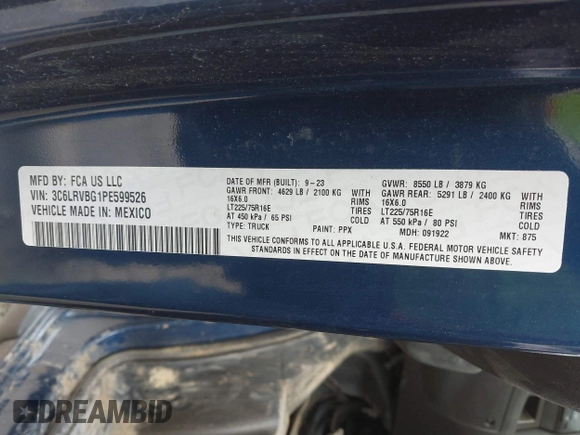 MFD BY: FCA US LLC
VIN: 3C6LRVBG1PE599526
VEHICLE MADE IN: MEXICO
DATE OF MAN (BUILT): 9-23
GVWR: 8550 LB / 3879 KG
GAWR FRONT: 4629 LB / 2100 KG
GAWR REAR: 5291 LB / 2400 KG
16X6.0 RIMS
16X6.0 RIMS
LT225/75R16E TIRES
LT225/75R16E TIRES
AT 450 kPa / 65 PSI COLD
AT 550 kPa / 80 PSI COLD
TYPE: TRUCK PAINT: PPX MDH: 091922 MKT: 875
THIS VEHICLE CONFORMS TO ALL APPLICABLE U.S.A. FEDERAL MOTOR VEHICLE SAFETY
STANDARDS IN EFFECT ON THE DATE OF MANUFACTURE SHOWN ABOVE.
DREAMBID